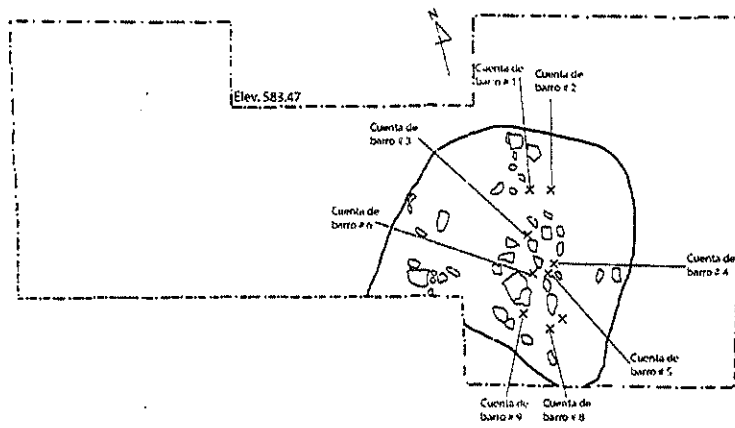 N
Elev. 583.47
Cuenta de
barro # 1
Cuenta de
barro # 2
Cuenta de
barro # 3
Cuenta de
barro # 6
Cuenta de
barro # 4
Cuenta de
barro # 5
Cuenta de
barro # 9
Cuenta de
barro # 8